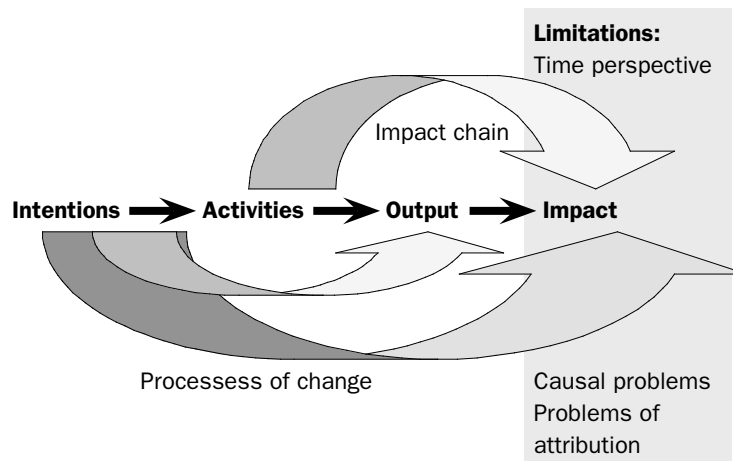 Limitations:
Time perspective
Impact chain
Intentions Activities Output Impact
Processess of change
Causal problems
Problems of
attribution